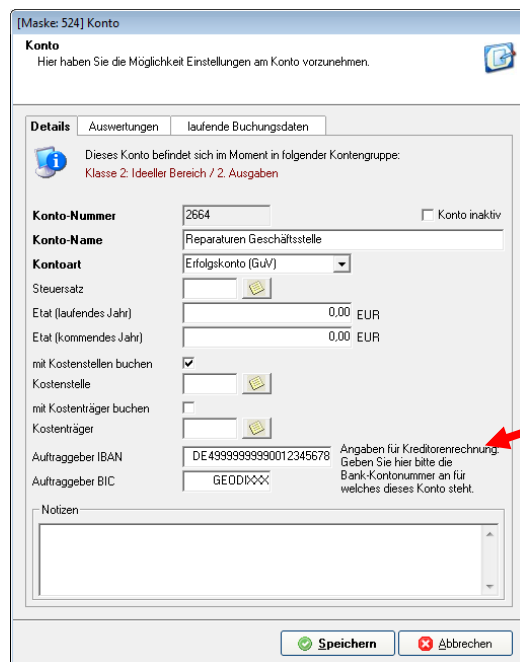 [Maske: 524] Konto
Konto
Hier haben Sie die Möglichkeit Einstellungen am Konto vorzunehmen.
Details Auswertungen laufende Buchungsdaten
Dieses Konto befindet sich im Moment in folgender Kontengruppe:
Klasse 2: Ideeller Bereich / 2. Ausgaben
Konto-Nummer 2664 Konto inaktiv
Konto-Name Reparaturen Geschäftsstelle
Kontoart Erfolgskonto (GuV)
Steuersatz
Etat (laufendes Jahr) 0,00 EUR
Etat (kommendes Jahr) 0,00 EUR
mit Kostenstellen buchen
Kostenstelle
mit Kostenträger buchen
Kostenträger
Auftraggeber IBAN DE49999999990012345678
Auftraggeber BIC GEODIXXX
Angaben für Kreditorenrechnung.
Geben Sie hier bitte die
Bank-Kontonummer an für
welches dieses Konto steht.
Notizen
Speichern Abbrechen